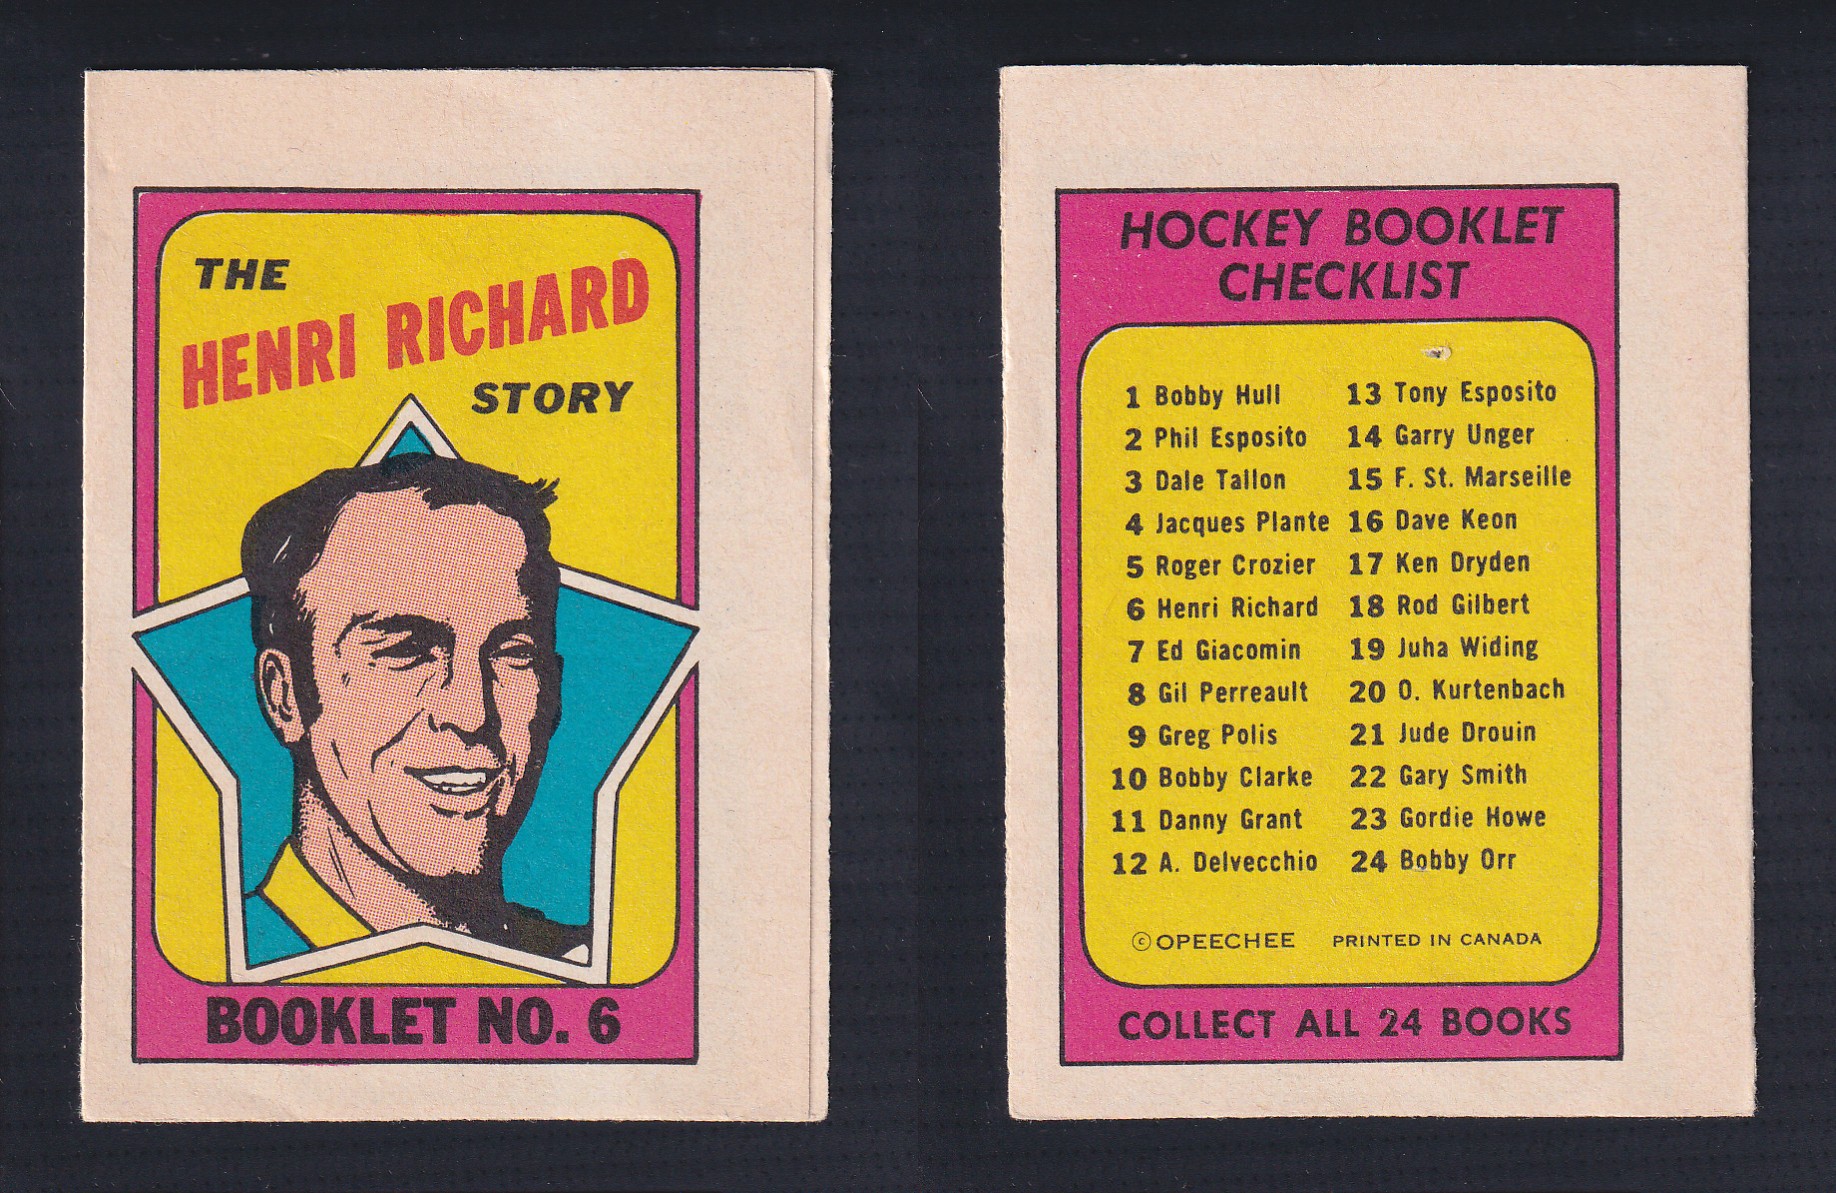 THE
HENRI RICHARD
STORY
BOOKLET NO. 6
HOCKEY BOOKLET
CHECKLIST
1 Bobby Hull
2 Phil Esposito
3 Dale Tallon
4 Jacques Plante
5 Roger Crozier
6 Henri Richard
7 Ed Giacomin
8 Gil Perreault
9 Greg Polis
10 Bobby Clarke
11 Danny Grant
12 A. Delvecchio
13 Tony Esposito
14 Garry Unger
15 F. St. Marseille
16 Dave Keon
17 Ken Dryden
18 Rod Gilbert
19 Juha Widing
20 O. Kurtenbach
21 Jude Drouin
22 Gary Smith
23 Gordie Howe
24 Bobby Orr
© OPEECHEE PRINTED IN CANADA
COLLECT ALL 24 BOOKS